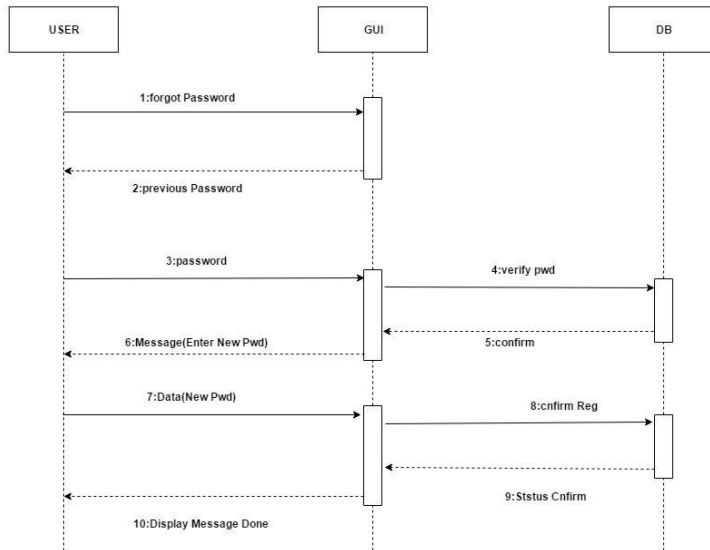 USER
GUI
DB
1:forgot Password
2:previous Password
3:password
4:verify pwd
5:confirm
6:Message(Enter New Pwd)
7:Data(New Pwd)
8:cnfirm Reg
9:Ststus Cnfirm
10:Display Message Done